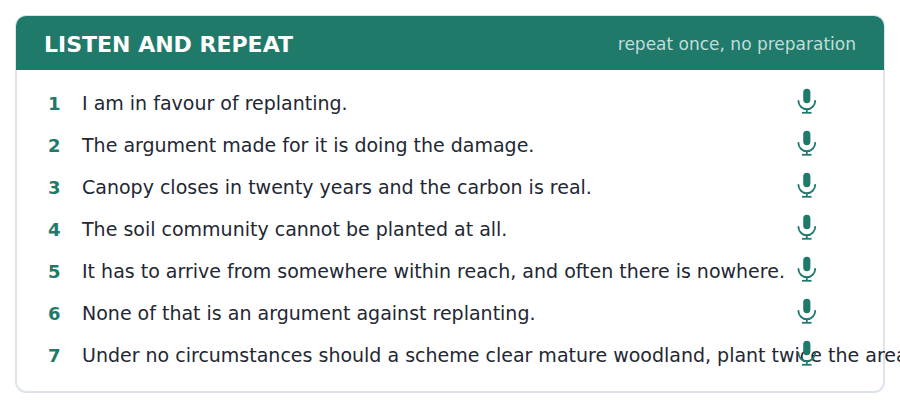 LISTEN AND REPEAT
repeat once, no preparation
1 I am in favour of replanting.
2 The argument made for it is doing the damage.
3 Canopy closes in twenty years and the carbon is real.
4 The soil community cannot be planted at all.
5 It has to arrive from somewhere within reach, and often there is nowhere.
6 None of that is an argument against replanting.
7 Under no circumstances should a scheme clear mature woodland, plant twice the area